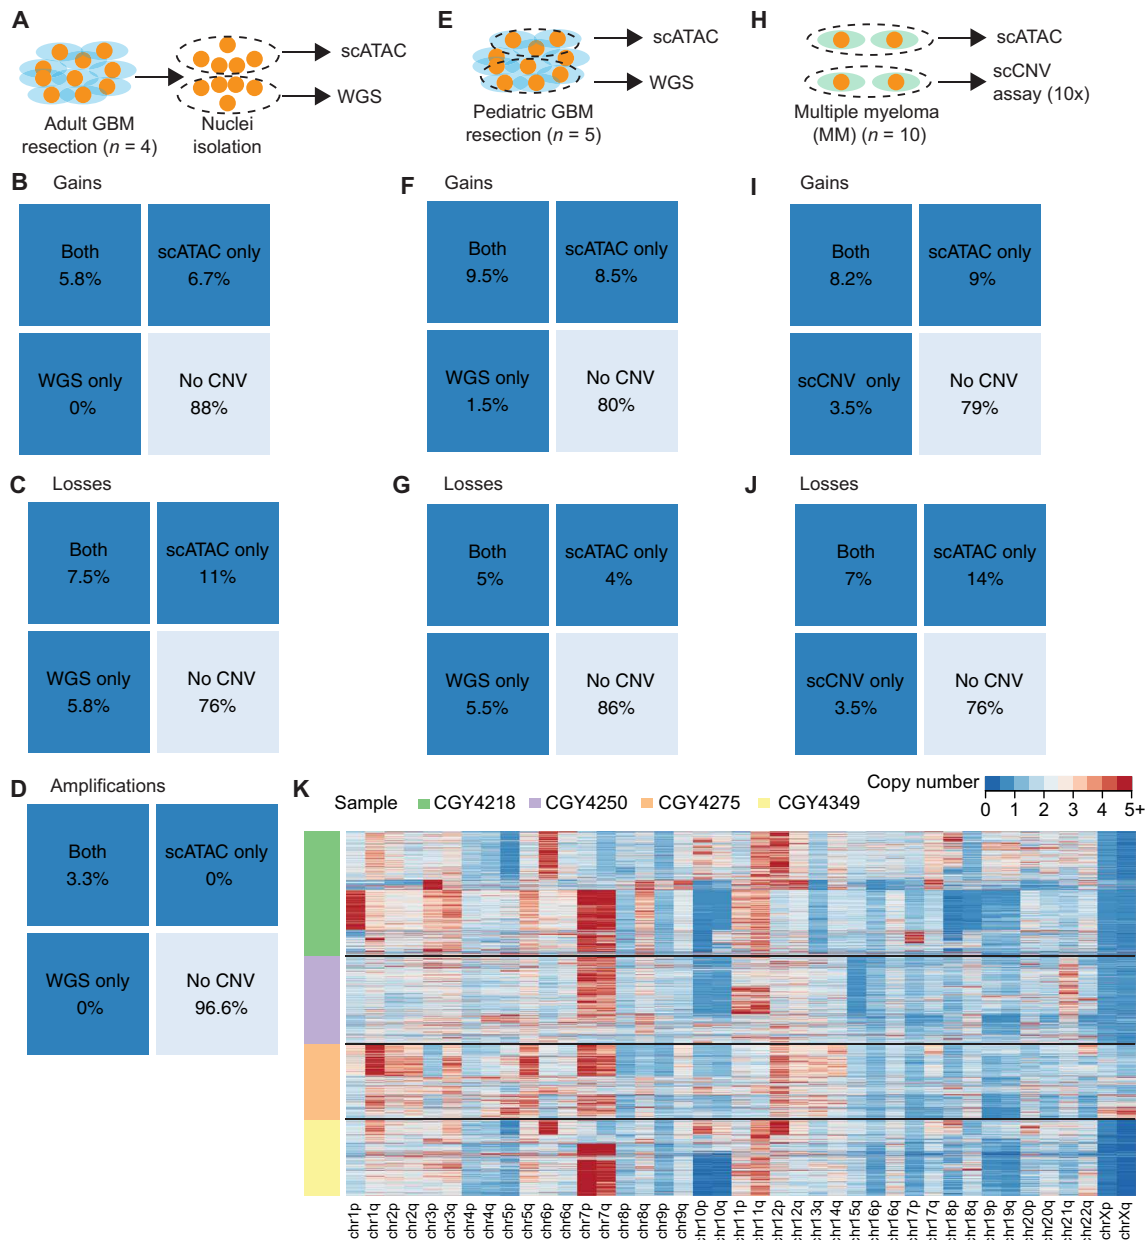 A
scATAC
WGS
Adult GBM
resection (n = 4)
Nuclei
isolation
E
scATAC
WGS
Pediatric GBM
resection (n = 5)
H
scATAC
scCNV
assay (10x)
Multiple myeloma
(MM) (n = 10)
B Gains
Both
5.8%
scATAC only
6.7%
WGS only
0%
No CNV
88%
F Gains
Both
9.5%
scATAC only
8.5%
WGS only
1.5%
No CNV
80%
I Gains
Both
8.2%
scATAC only
9%
scCNV only
3.5%
No CNV
79%
C Losses
Both
7.5%
scATAC only
11%
WGS only
5.8%
No CNV
76%
G Losses
Both
5%
scATAC only
4%
WGS only
5.5%
No CNV
86%
J Losses
Both
7%
scATAC only
14%
scCNV only
3.5%
No CNV
76%
D Amplifications
Both
3.3%
scATAC only
0%
WGS only
0%
No CNV
96.6%
K
Sample CGY4218 CGY4250 CGY4275 CGY4349
Copy number
0 1 2 3 4 5+
chr1p
chr1q
chr2p
chr2q
chr3p
chr3q
chr4p
chr4q
chr5p
chr5q
chr6p
chr6q
chr7p
chr7q
chr8p
chr8q
chr9p
chr9q
chr10p
chr10q
chr11p
chr11q
chr12p
chr12q
chr13q
chr14q
chr15q
chr16p
chr16q
chr17p
chr17q
chr18p
chr18q
chr19p
chr19q
chr20p
chr20q
chr21q
chr22q
chrXp
chrXq